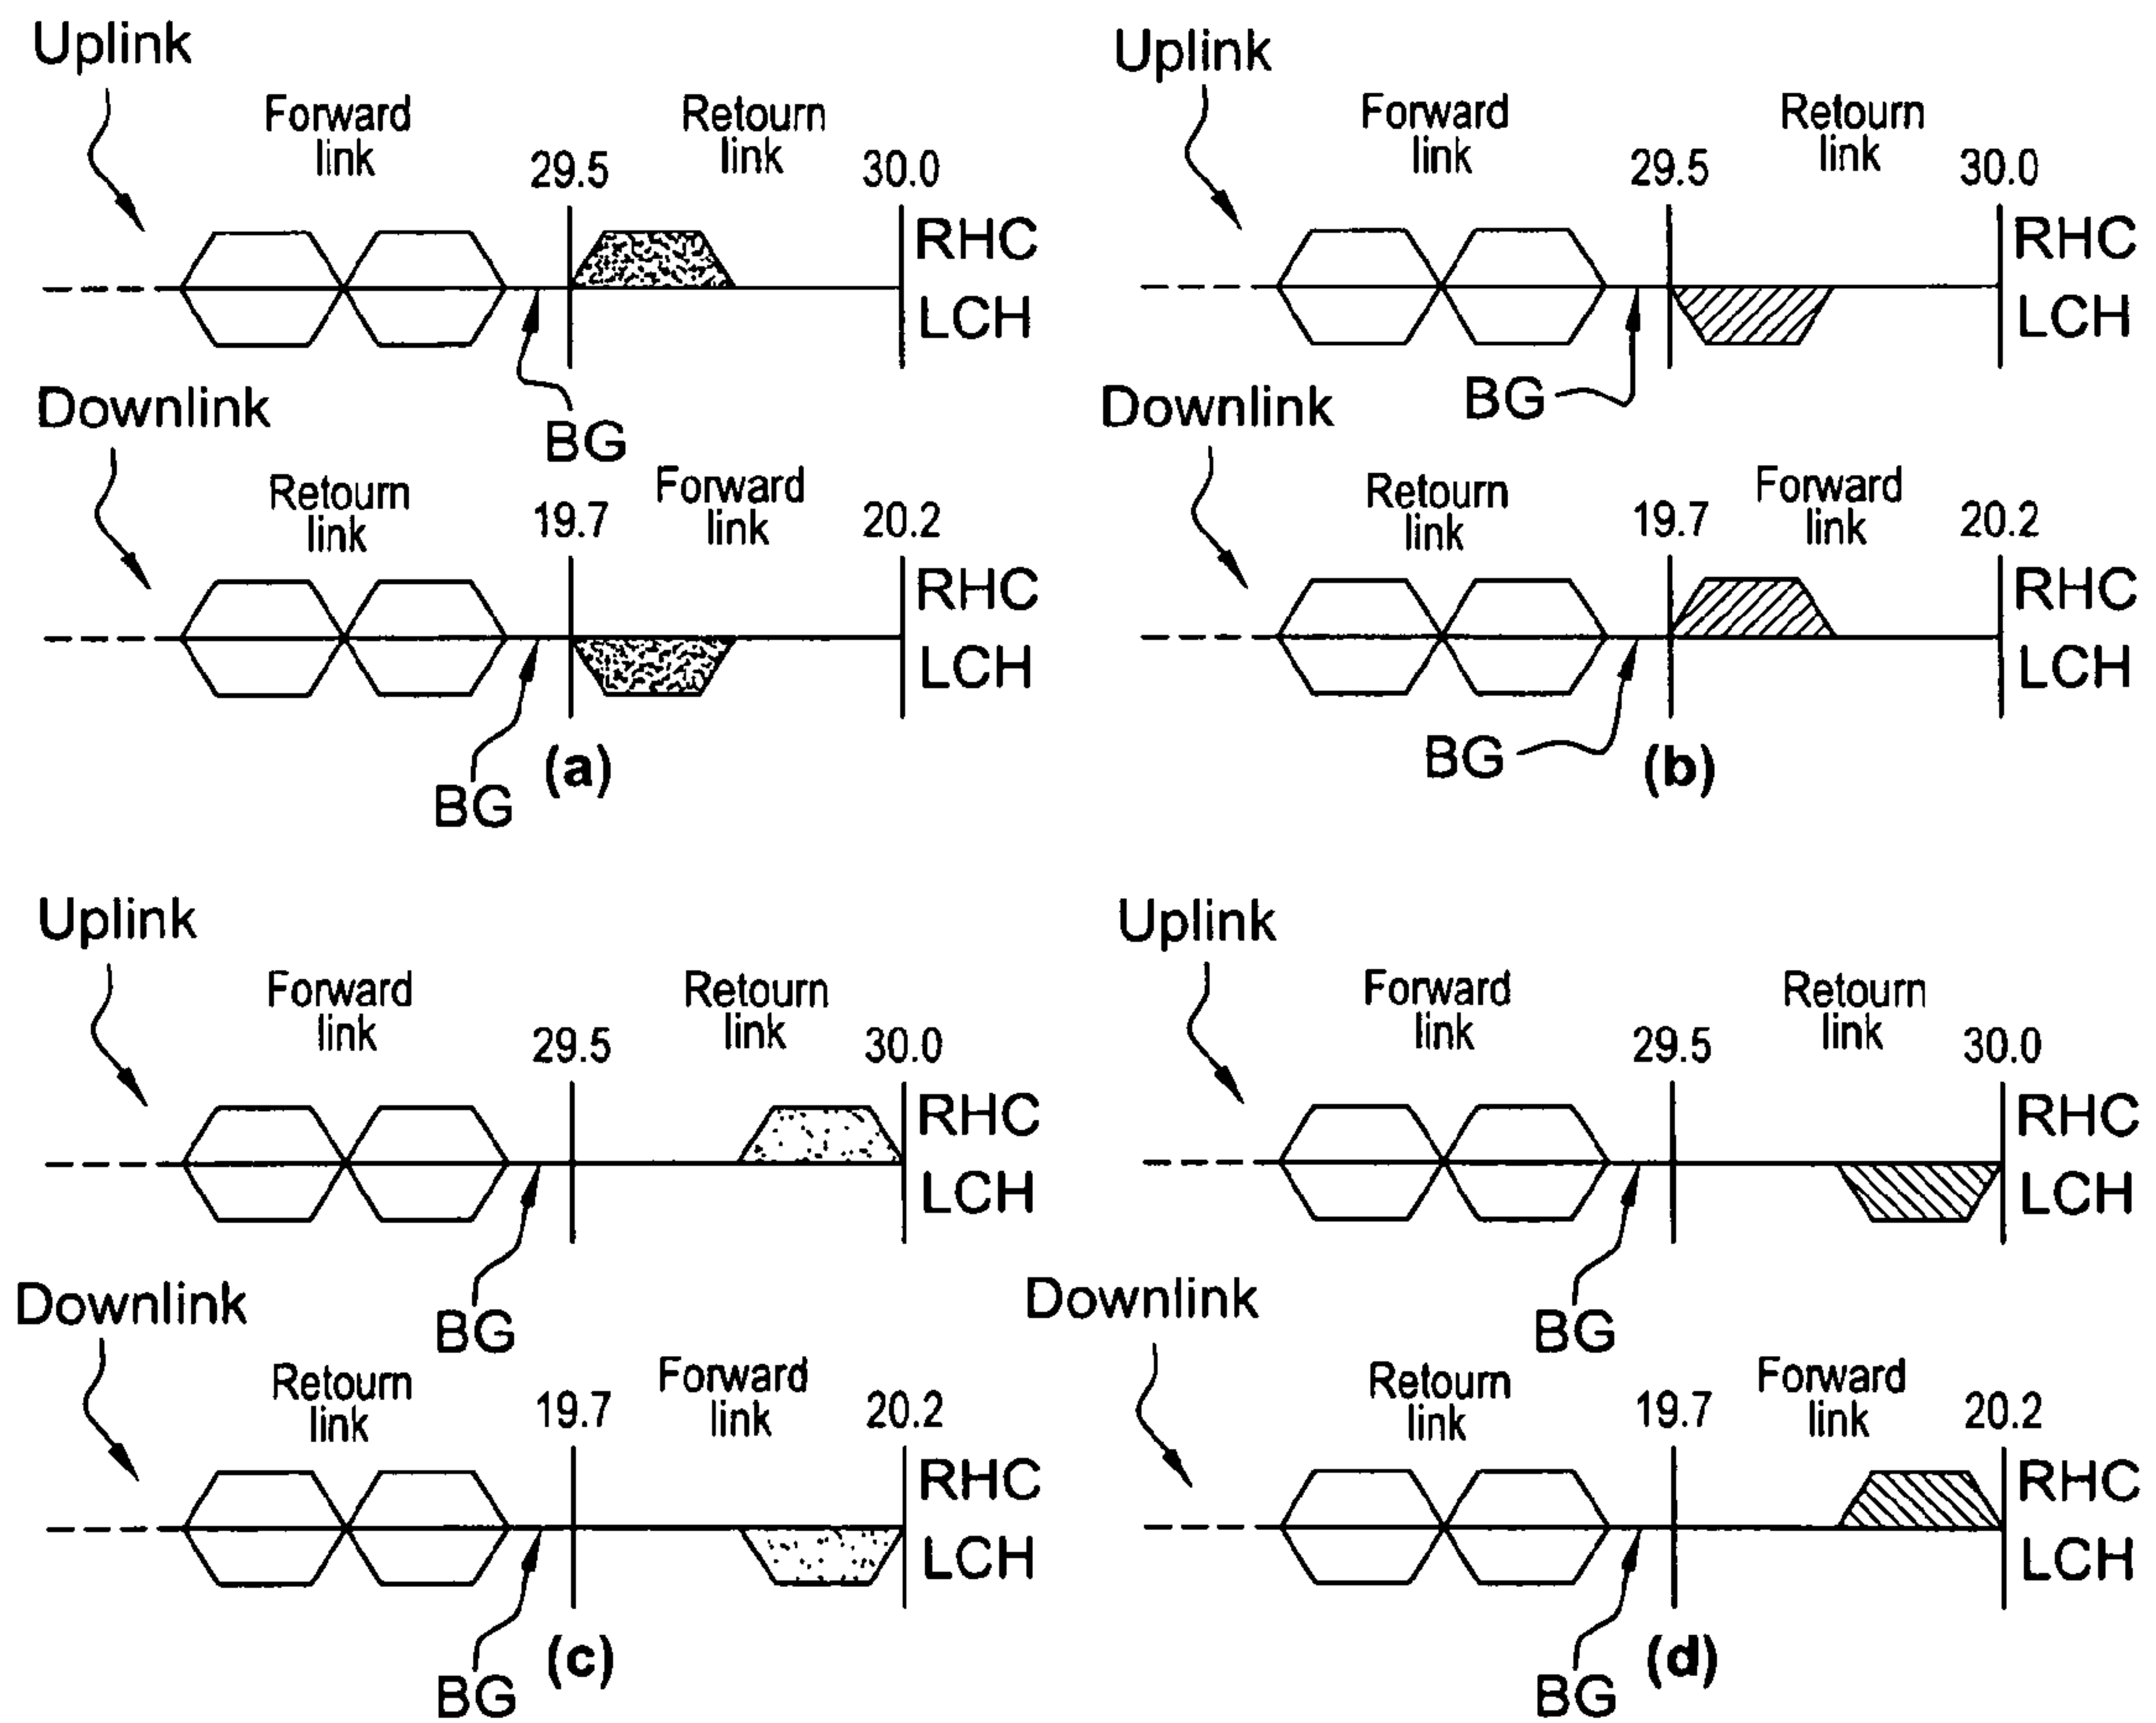 Uplink
Forward
link
29.5
Retourn
link
30.0
RHC
LCH
BG
Downlink
Retourn
link
19.7
Forward
link
20.2
RHC
LCH
BG
(a)
Uplink
Forward
link
29.5
Retourn
link
30.0
RHC
LCH
BG
Downlink
Retourn
link
19.7
Forward
link
20.2
RHC
LCH
BG
(b)
Uplink
Forward
link
29.5
Retourn
link
30.0
RHC
LCH
BG
Downlink
Retourn
link
19.7
Forward
link
20.2
RHC
LCH
BG
(c)
Uplink
Forward
link
29.5
Retourn
link
30.0
RHC
LCH
BG
Downlink
Retourn
link
19.7
Forward
link
20.2
RHC
LCH
BG
(d)